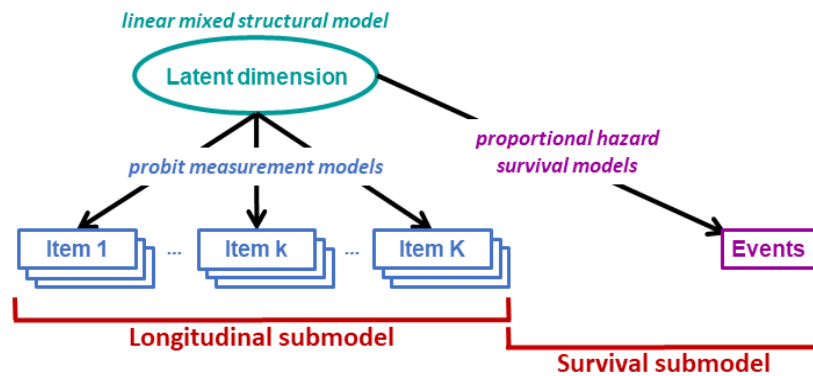 linear mixed structural model
Latent dimension
probit measurement models
proportional hazard
survival models
Item 1 ... Item k ... Item K
Events
Longitudinal submodel
Survival submodel